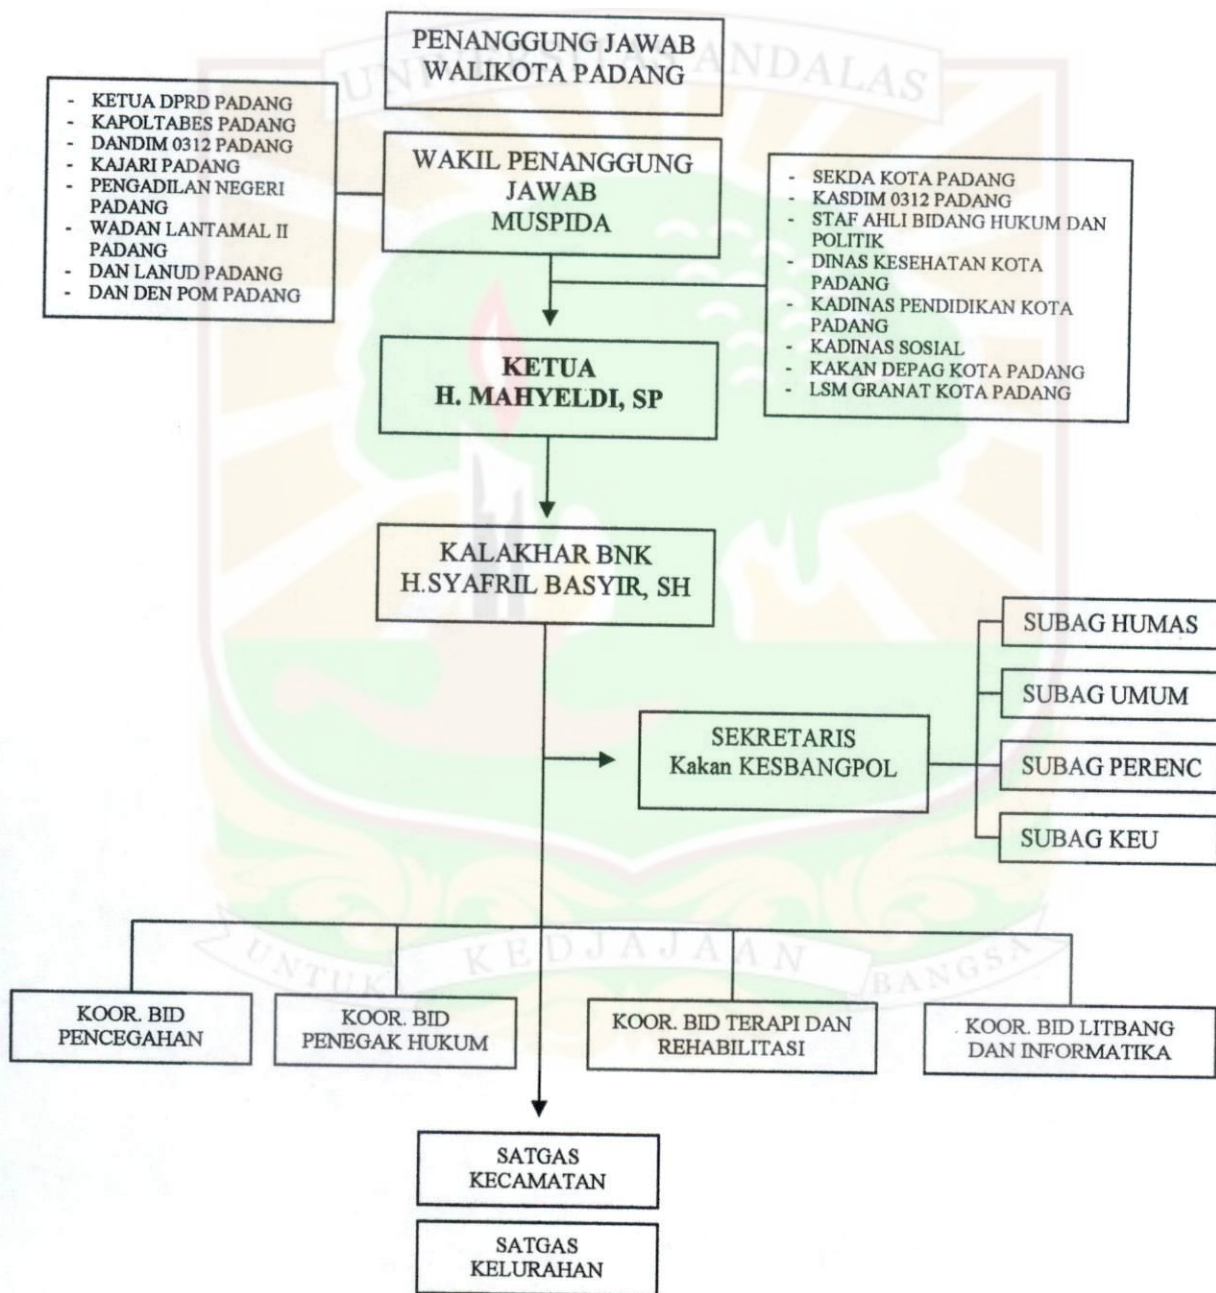 PENANGGUNG JAWAB
WALIKOTA PADANG
UNIVERSITAS ANDALAS
- KETUA DPRD PADANG
- KAPOLTABES PADANG
- DANDIM 0312 PADANG
- KAJARI PADANG
- PENGADILAN NEGERI
PADANG
- WADAN LANTAMAL II
PADANG
- DAN LANUD PADANG
- DAN DEN POM PADANG
WAKIL PENANGGUNG
JAWAB
MUSPIDA
- SEKDA KOTA PADANG
- KASDIM 0312 PADANG
- STAF AHLI BIDANG HUKUM DAN
POLITIK
- DINAS KESEHATAN KOTA
PADANG
- KADINAS PENDIDIKAN KOTA
PADANG
- KADINAS SOSIAL
- KAKAN DEPAG KOTA PADANG
- LSM GRANAT KOTA PADANG
KETUA
H. MAHYELDI, SP
KALAKHAR BNK
H.SYAFRIL BASYIR, SH
SEKRETARIS
Kakan KESBANGPOL
SUBAG HUMAS
SUBAG UMUM
SUBAG PERENC
SUBAG KEU
UNTUK KEDJAJAAN BANGSA
KOOR. BID
PENCEGAHAN
KOOR. BID
PENEGAK HUKUM
KOOR. BID TERAPI DAN
REHABILITASI
KOOR. BID LITBANG
DAN INFORMATIKA
SATGAS
KECAMATAN
SATGAS
KELURAHAN